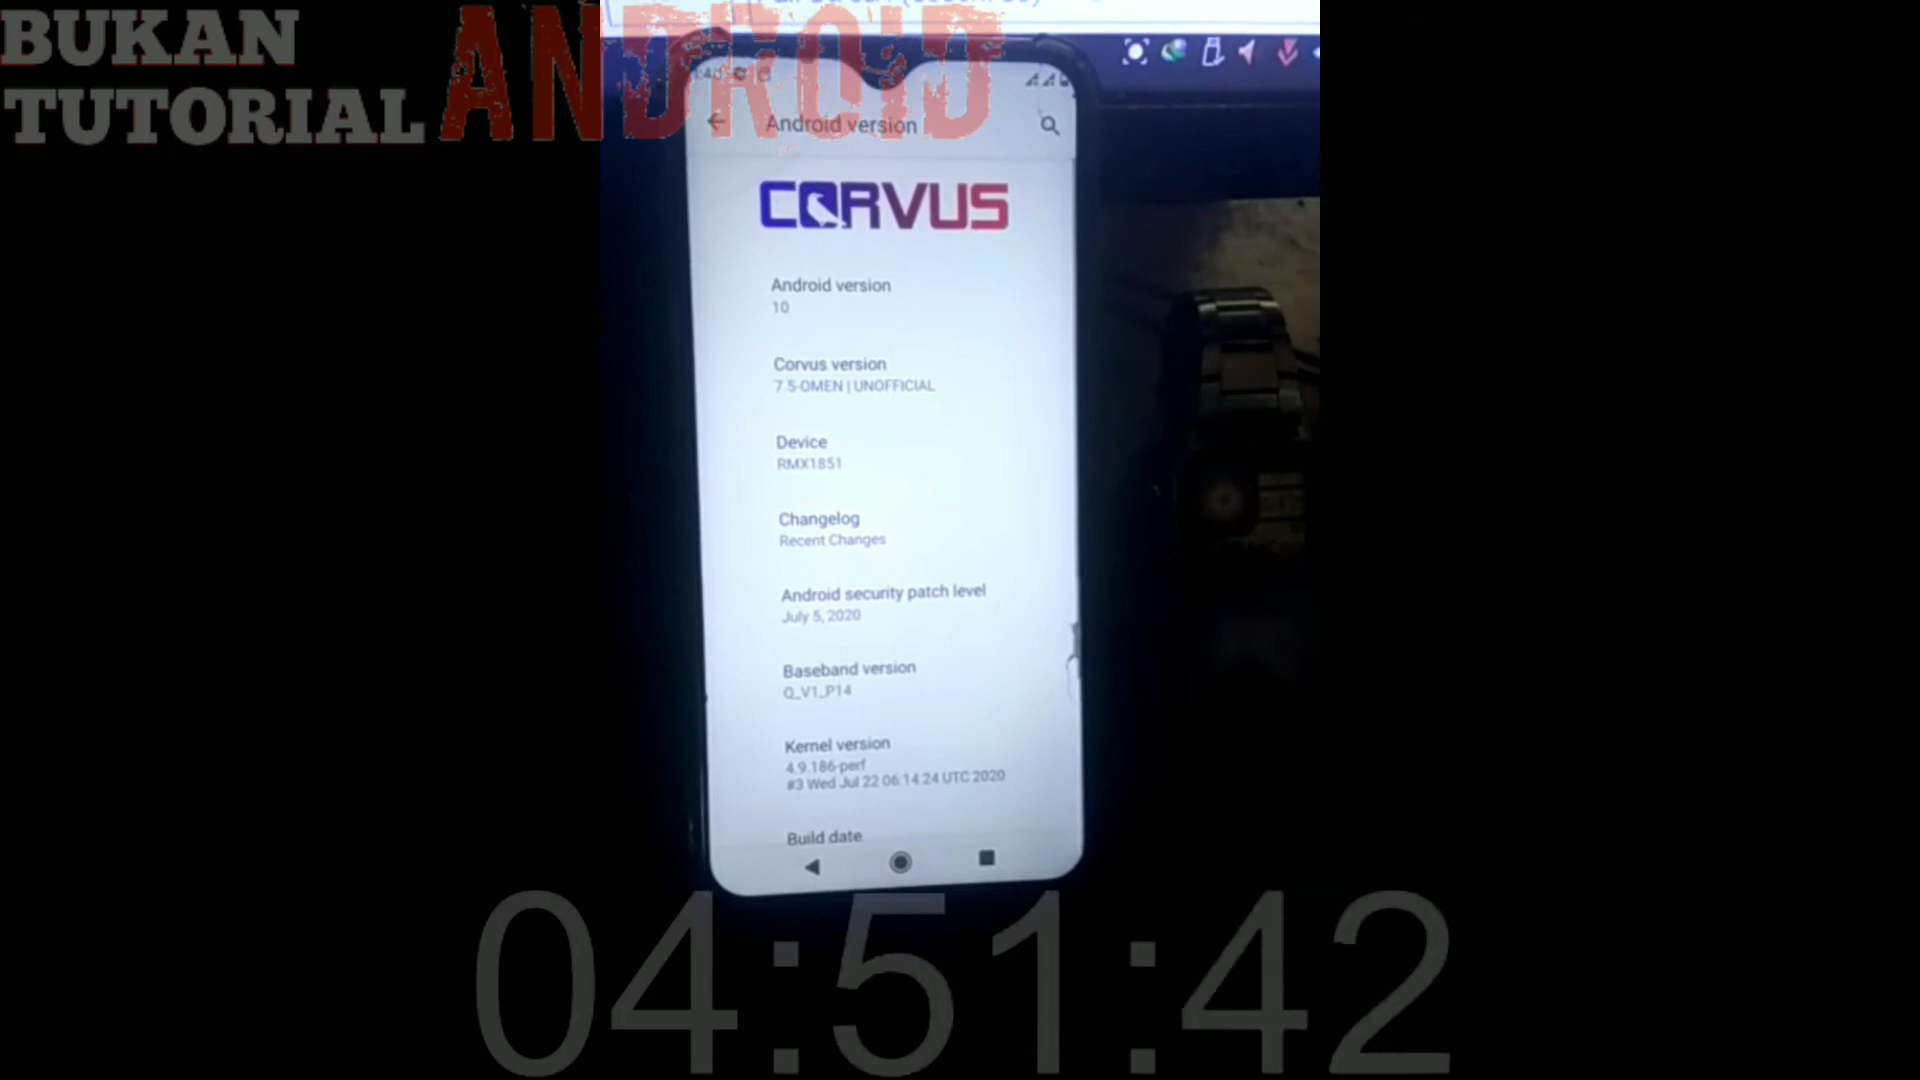 BUKAN
TUTORIAL
ANDROID
Android version
CORVUS
Android version
10
Corvus version
7.5-OMEN | UNOFFICIAL
Device
RMX1851
Changelog
Recent Changes
Android security patch level
July 5, 2020
Baseband version
Q_V1_P14
Kernel version
4.9.186-perf
#3 Wed Jul 22 06:14:24 UTC 2020
Build date
04:51:42